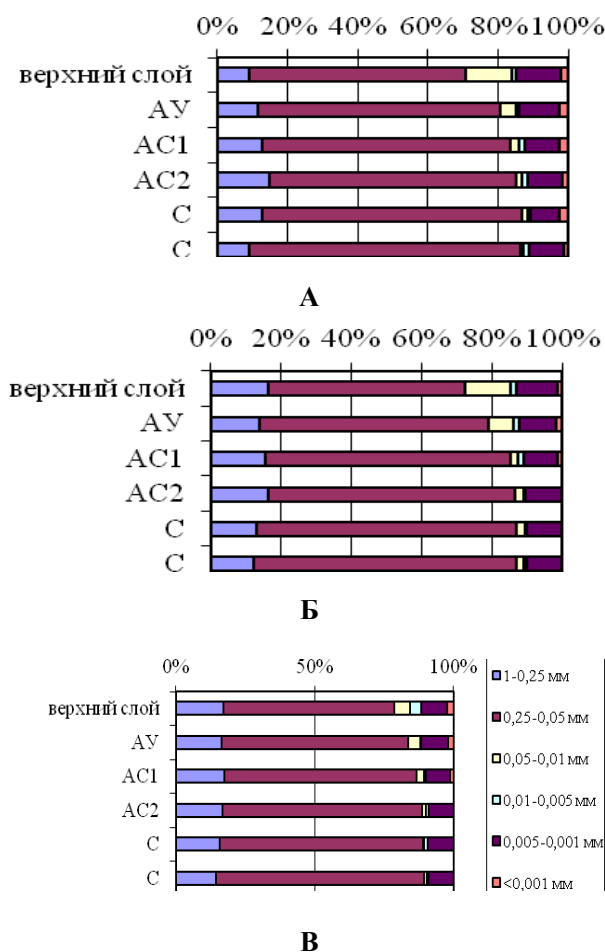 0% 20% 40% 60% 80% 100%
верхний слой
АУ
АС1
АС2
С
С
А
0% 20% 40% 60% 80% 100%
верхний слой
АУ
АС1
АС2
С
С
Б
0% 50% 100%
верхний слой
АУ
АС1
АС2
С
С
1-0,25 мм
0,25-0,05 мм
0,05-0,01 мм
0,01-0,005 мм
0,005-0,001 мм
<0,001 мм
В